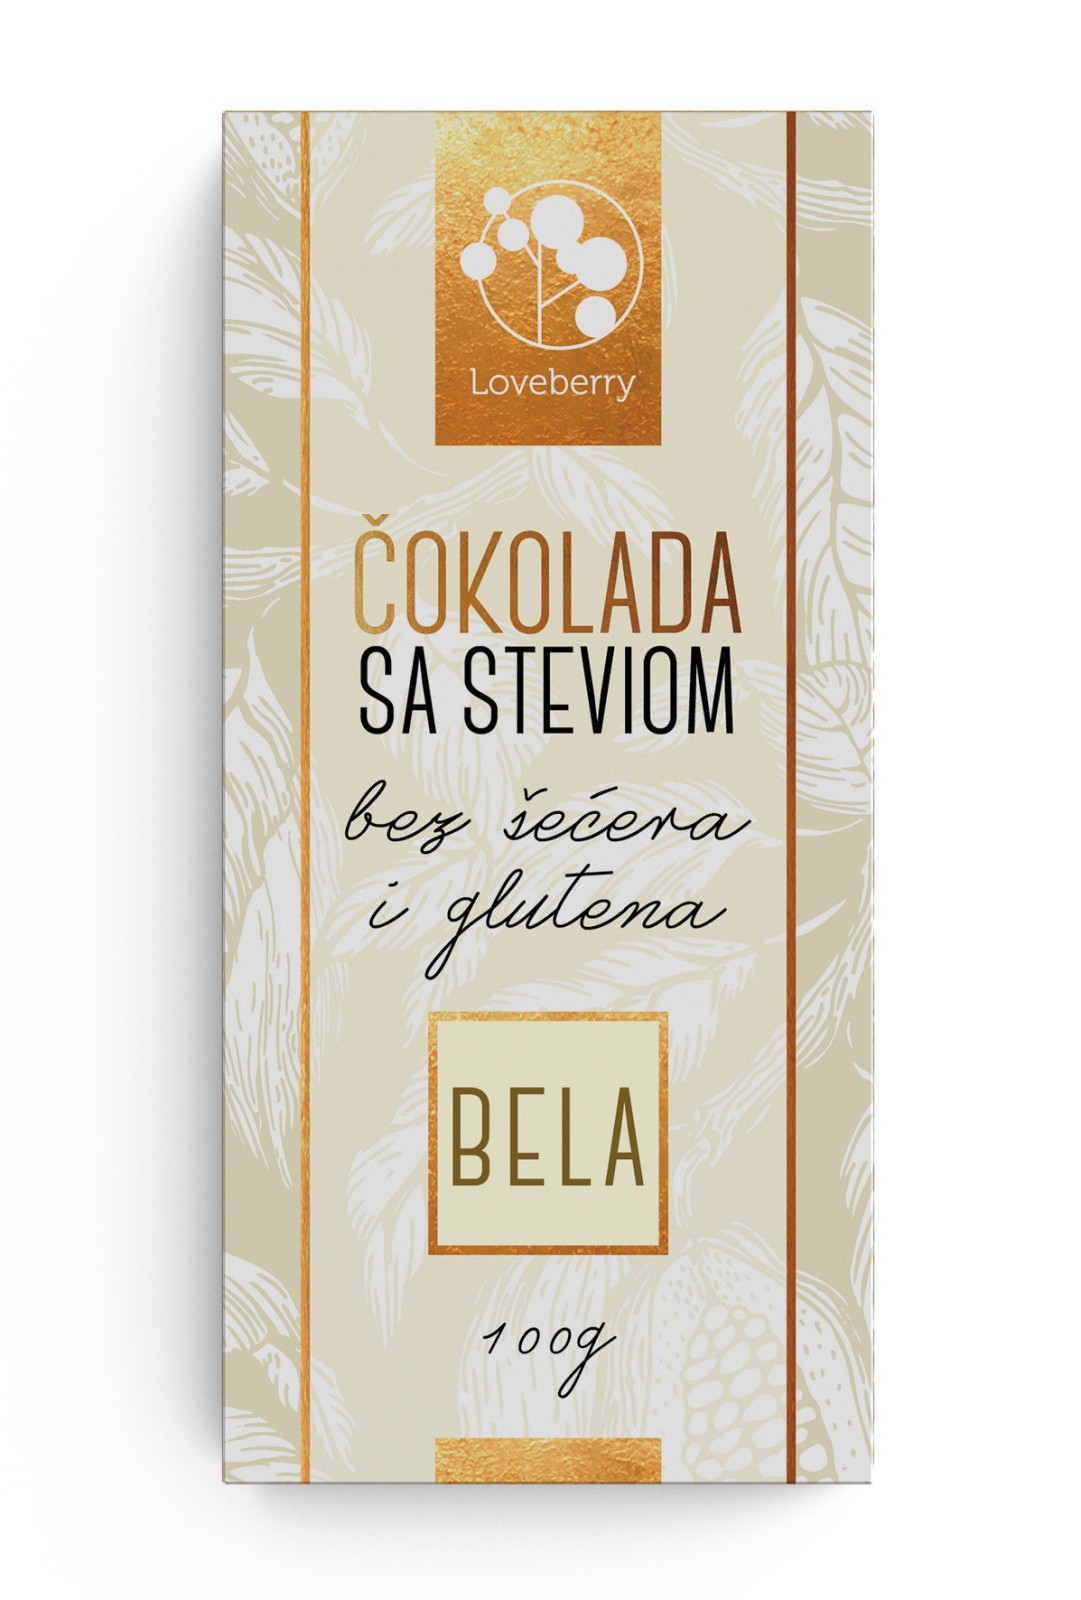 Loveberry
ČOKOLADA
SA STEVIOM
bez šećera
i glutena
BELA
100g